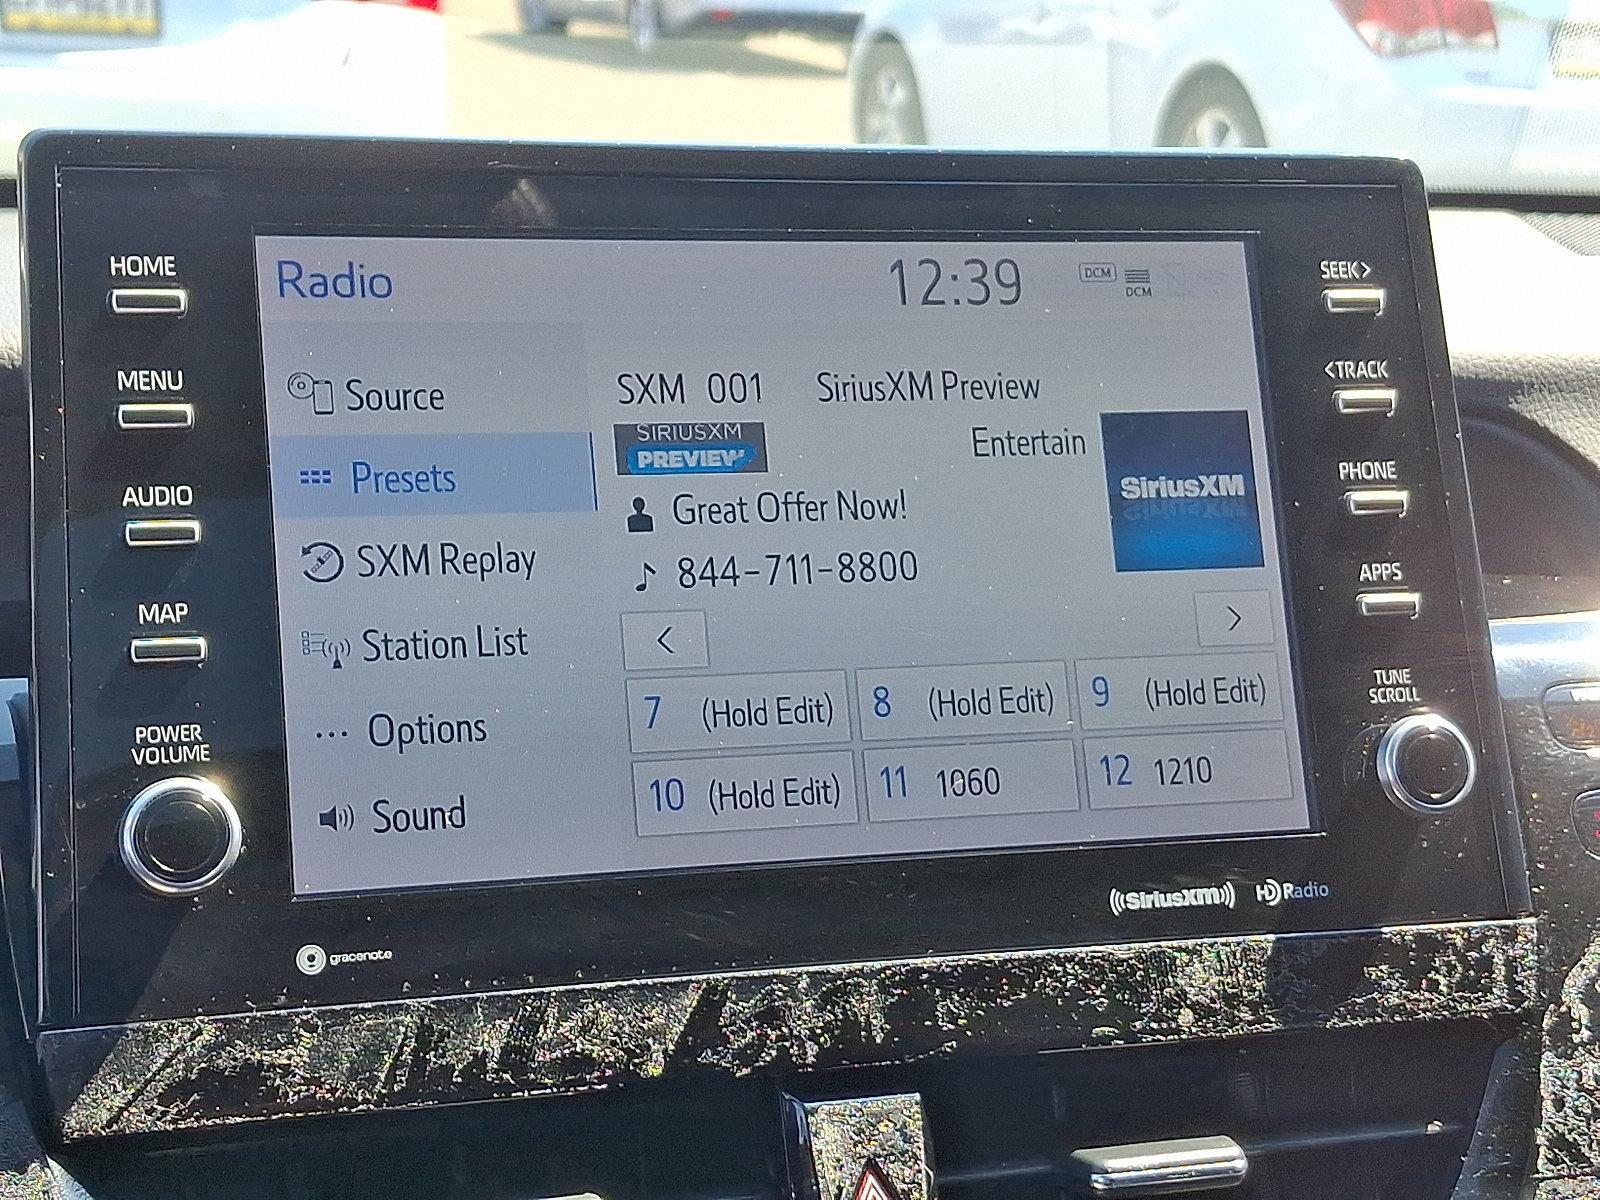 HOME
MENU
AUDIO
MAP
POWER
VOLUME
Radio
12:39
DCM
DCM
Source
Presets
SXM Replay
Station List
Options
Sound
SXM 001 SiriusXM Preview
SIRIUSXM
PREVIEW
Entertain
SiriusXM
Great Offer Now!
844-711-8800
<
>
7 (Hold Edit)
8 (Hold Edit)
9 (Hold Edit)
10 (Hold Edit)
11 1060
12 1210
SEEK>
<TRACK
PHONE
APPS
TUNE
SCROLL
gracenote
((SiriusXM))
HD Radio